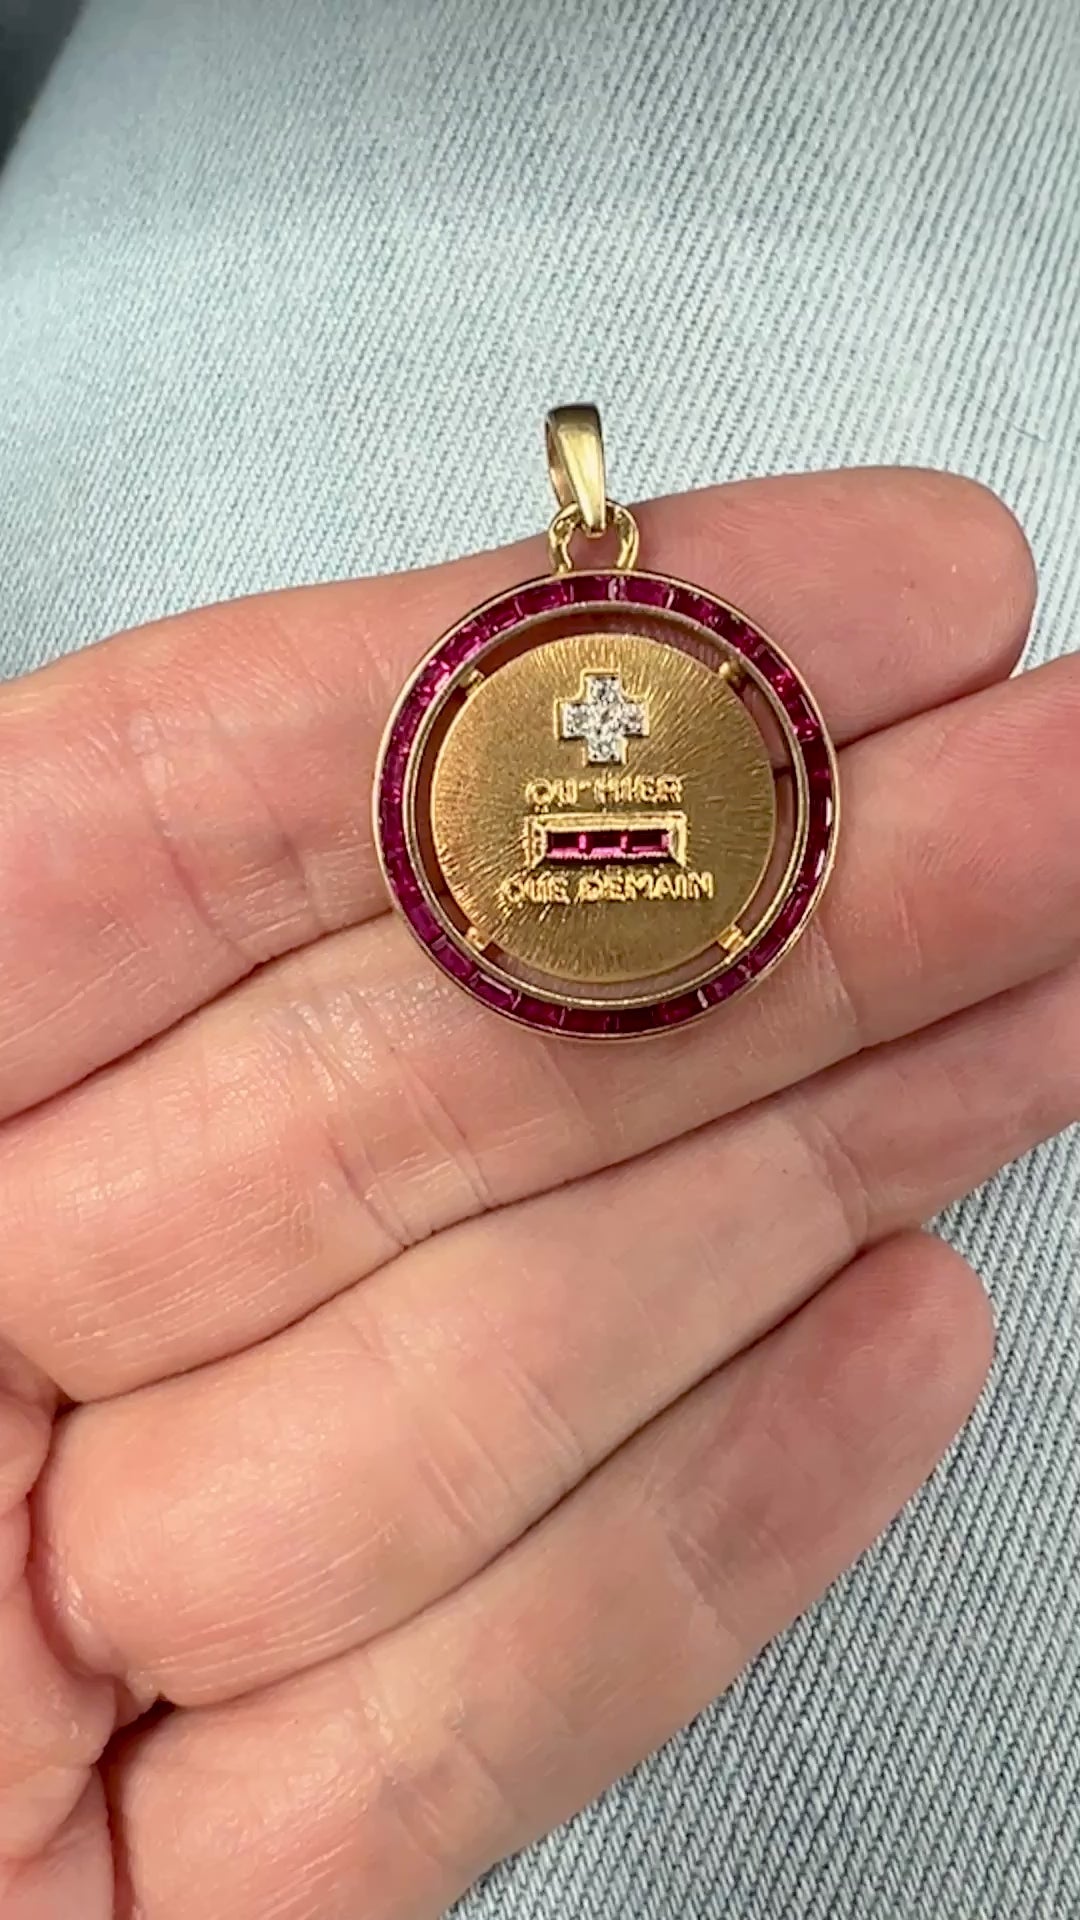 +
QU'HIER
-
QUE DEMAIN